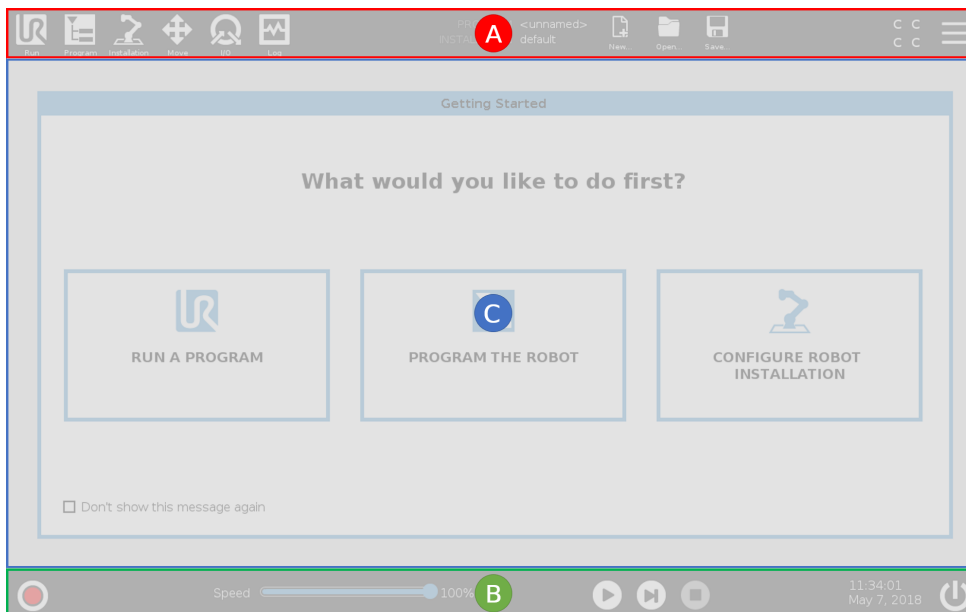 Run Program Installation Move I/O Log
<unnamed>
default
New... Open... Save...
C C
C C
A
Getting Started
What would you like to do first?
RUN A PROGRAM
PROGRAM THE ROBOT
CONFIGURE ROBOT
INSTALLATION
C
Don't show this message again
Speed 100%
B
11:34:01
May 7, 2018